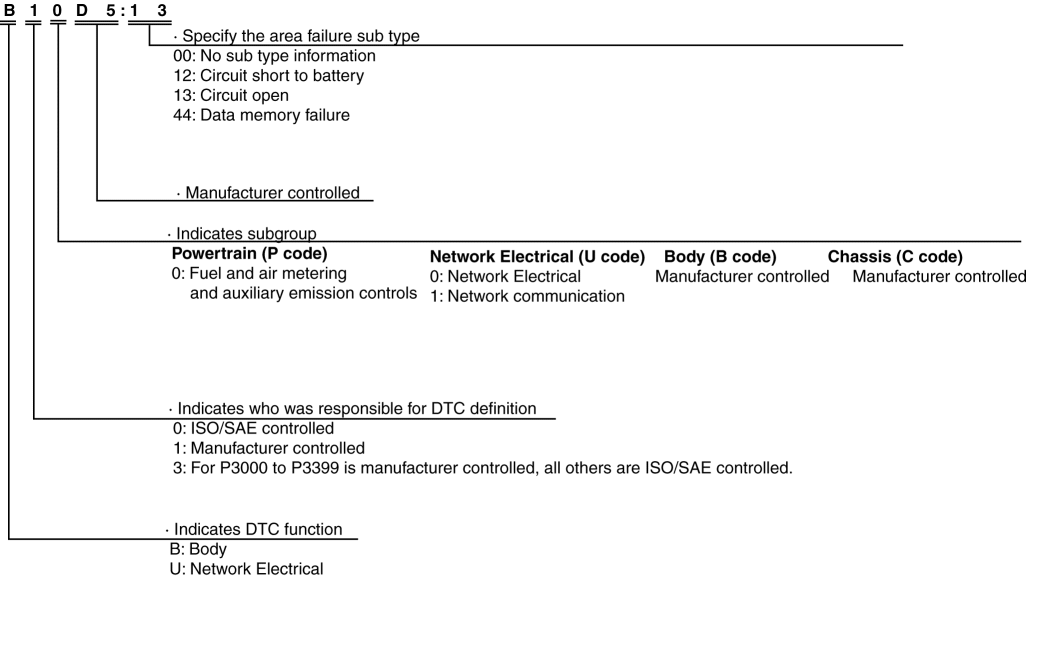 B 1 0 D 5:1 3
· Specify the area failure sub type
00: No sub type information
12: Circuit short to battery
13: Circuit open
44: Data memory failure
· Manufacturer controlled
· Indicates subgroup
Powertrain (P code)
0: Fuel and air metering
and auxiliary emission controls
Network Electrical (U code)
0: Network Electrical
1: Network communication
Body (B code)
Manufacturer controlled
Chassis (C code)
Manufacturer controlled
· Indicates who was responsible for DTC definition
0: ISO/SAE controlled
1: Manufacturer controlled
3: For P3000 to P3399 is manufacturer controlled, all others are ISO/SAE controlled.
· Indicates DTC function
B: Body
U: Network Electrical